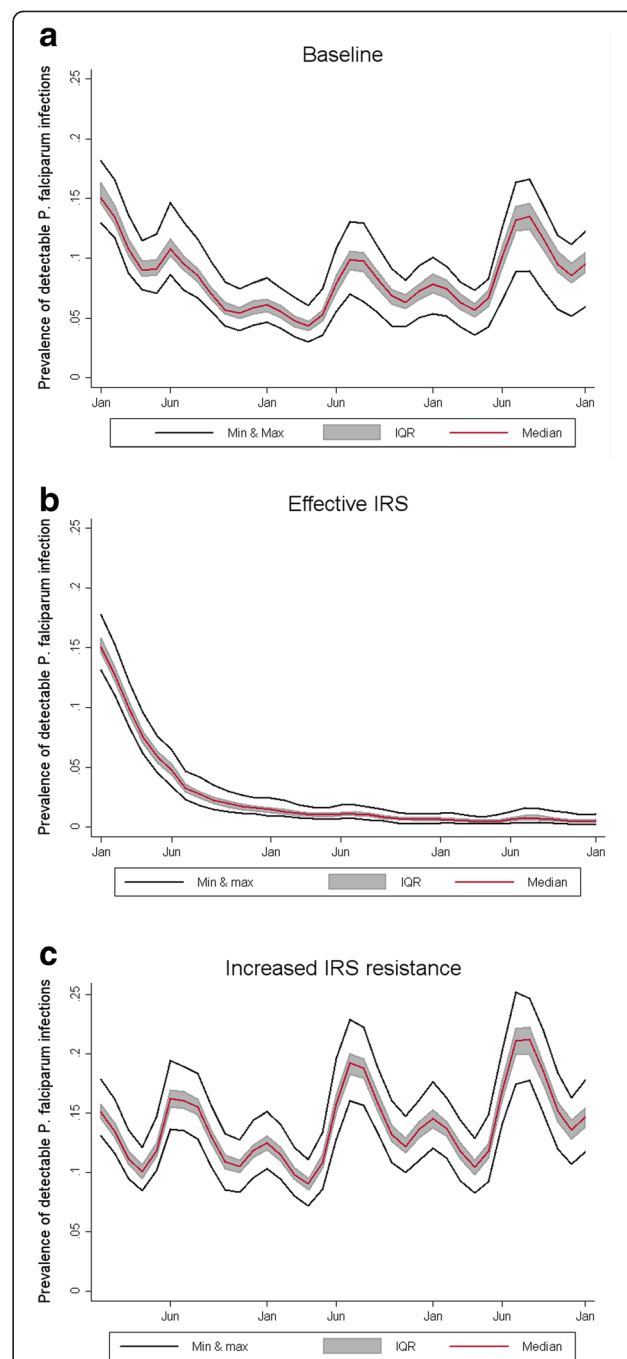 a
Baseline
Prevalence of detectable P. falciparum infections
.25
.2
.15
.1
.05
0
Jan Jun Jan Jun Jan Jun Jan
Min & Max IQR Median
b
Effective IRS
Prevalence of detectable P. falciparum infection
.25
.2
.15
.1
.05
0
Jan Jun Jan Jun Jan Jun Jan
Min & max IQR Median
c
Increased IRS resistance
Prevalence of detectable P. falciparum infections
.25
.2
.15
.1
.05
0
Jun Jan Jun Jan Jun Jan
Min & max IQR Median